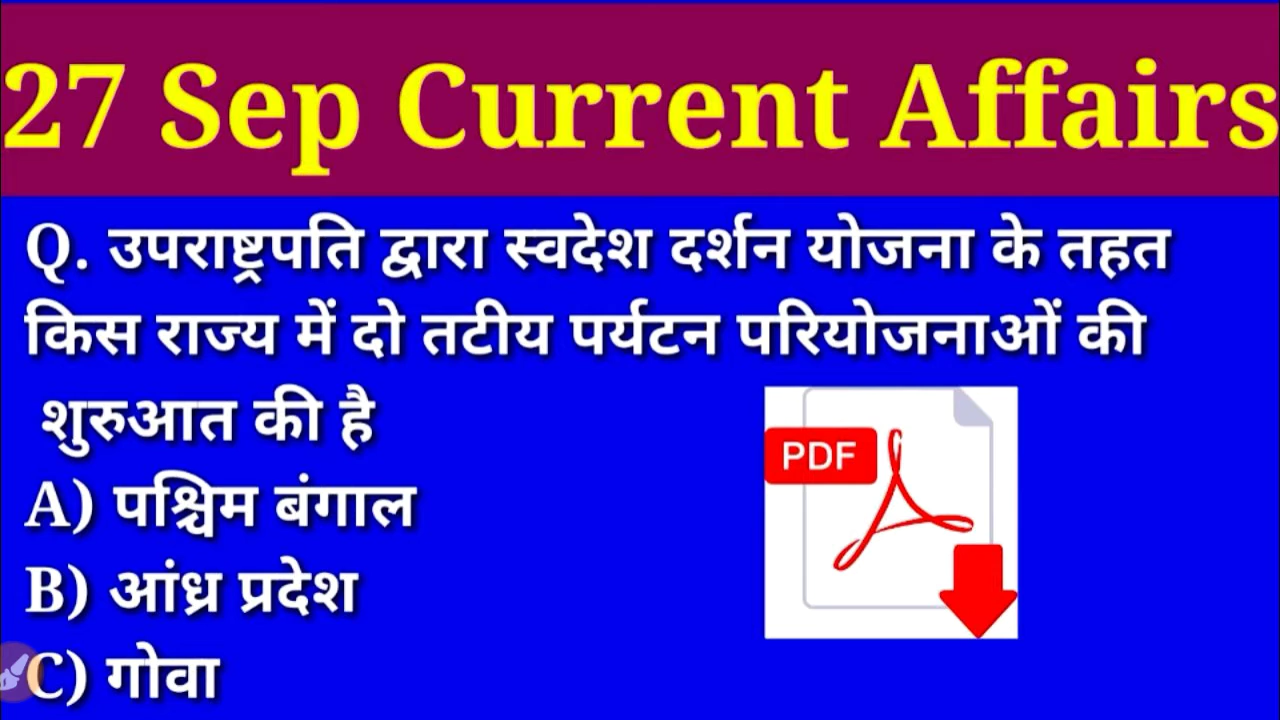 27 Sep Current Affairs
Q. उपराष्ट्रपति द्वारा स्वदेश दर्शन योजना के तहत
किस राज्य में दो तटीय पर्यटन परियोजनाओं की
शुरुआत की है
PDF
A) पश्चिम बंगाल
B) आंध्र प्रदेश
C) गोवा